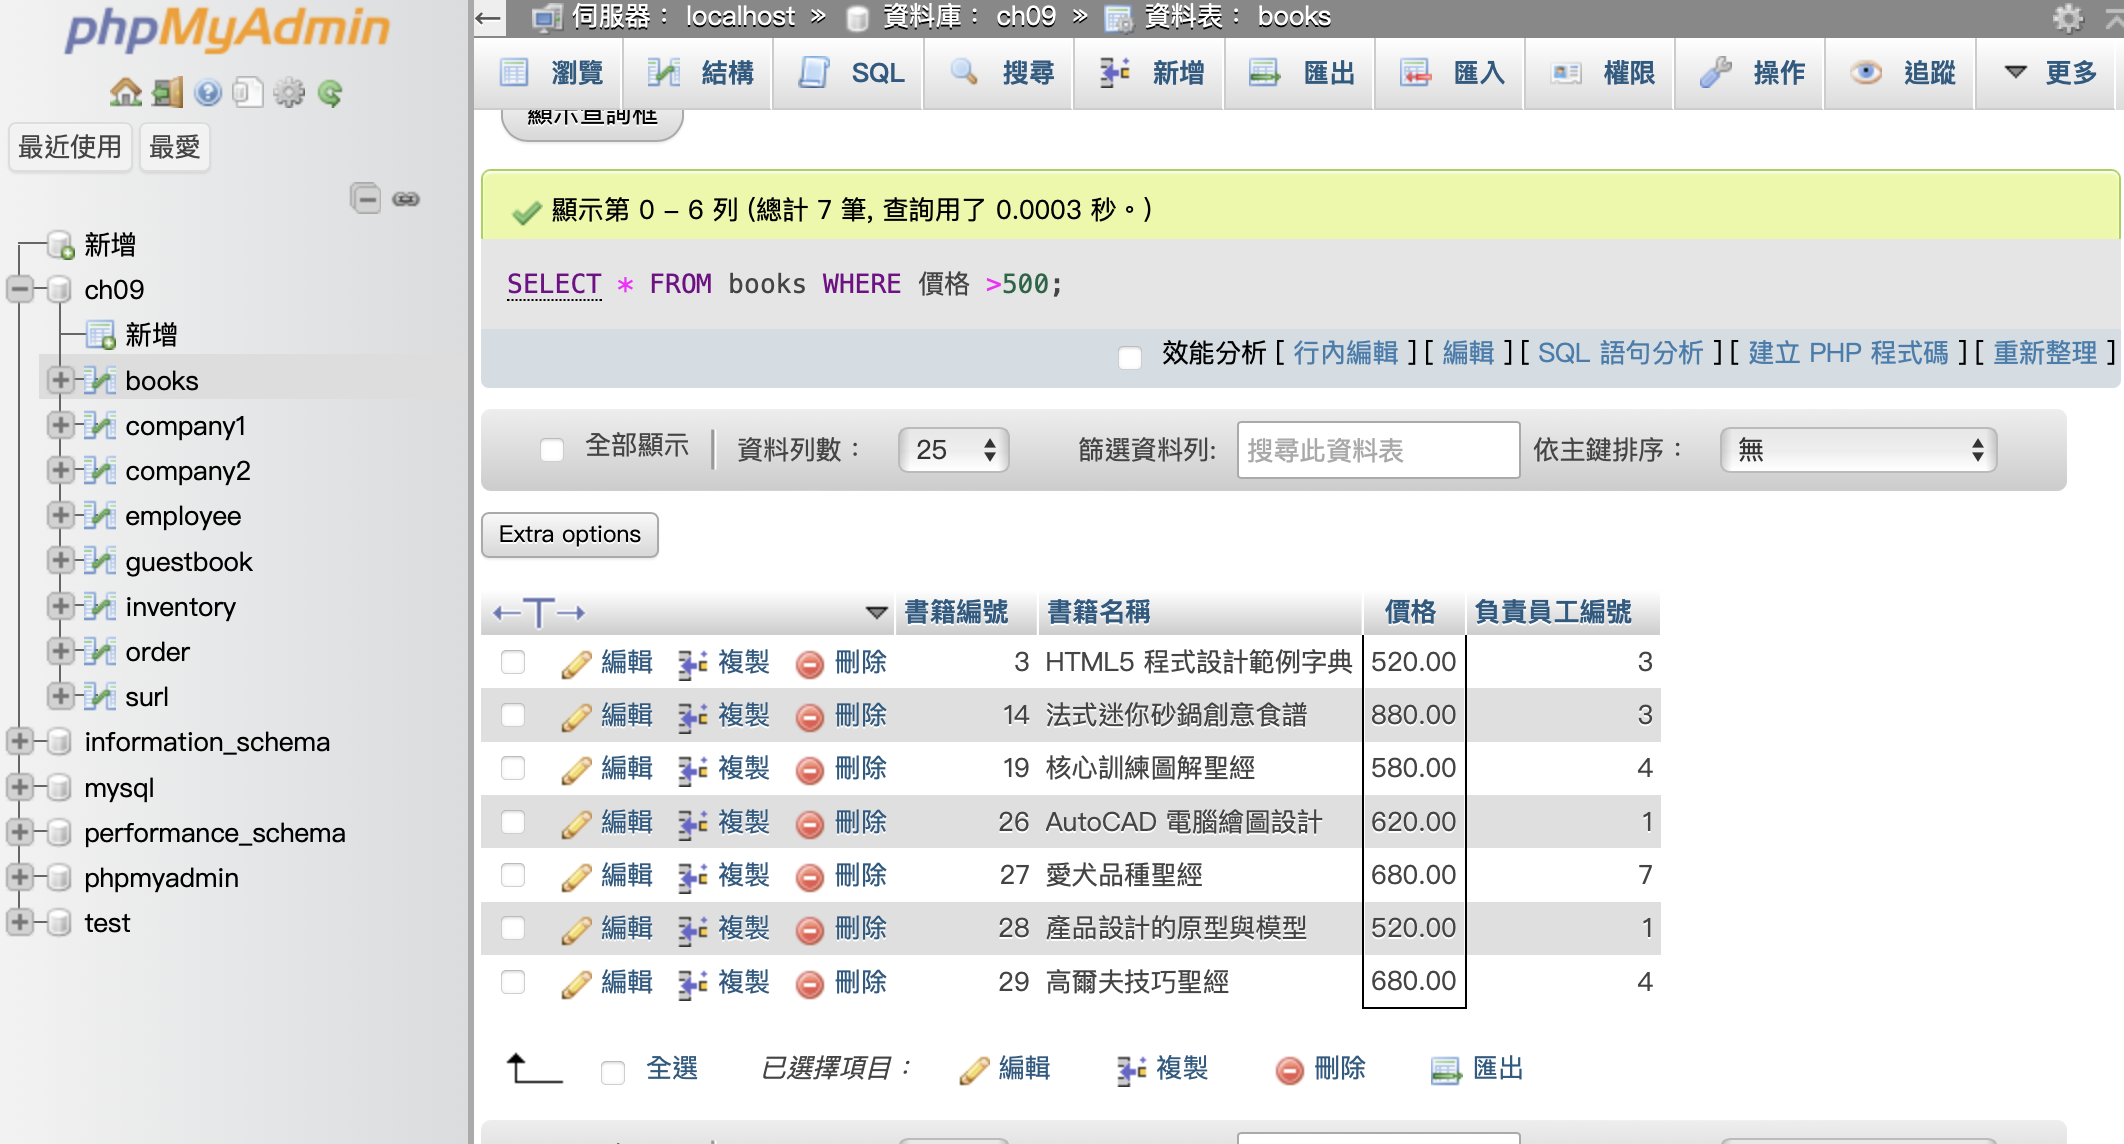 phpMyAdmin
最近使用 最愛
新增
ch09
新增
books
company1
company2
employee
guestbook
inventory
order
surl
information_schema
mysql
performance_schema
phpmyadmin
test
伺服器： localhost » 資料庫： ch09 » 資料表： books
瀏覽 結構 SQL 搜尋 新增 匯出 匯入 權限 操作 追蹤 更多
顯示查詢框
顯示第 0 - 6 列 (總計 7 筆, 查詢用了 0.0003 秒。)
SELECT * FROM books WHERE 價格 >500;
效能分析 [ 行內編輯 ] [ 編輯 ] [ SQL 語句分析 ] [ 建立 PHP 程式碼 ] [ 重新整理 ]
全部顯示 資料列數： 25 篩選資料列: 搜尋此資料表 依主鍵排序： 無
Extra options
←T→ 書籍編號 書籍名稱 價格 負責員工編號
編輯 複製 刪除 3 HTML5 程式設計範例字典 520.00 3
編輯 複製 刪除 14 法式迷你砂鍋創意食譜 880.00 3
編輯 複製 刪除 19 核心訓練圖解聖經 580.00 4
編輯 複製 刪除 26 AutoCAD 電腦繪圖設計 620.00 1
編輯 複製 刪除 27 愛犬品種聖經 680.00 7
編輯 複製 刪除 28 產品設計的原型與模型 520.00 1
編輯 複製 刪除 29 高爾夫技巧聖經 680.00 4
全選 已選擇項目： 編輯 複製 刪除 匯出